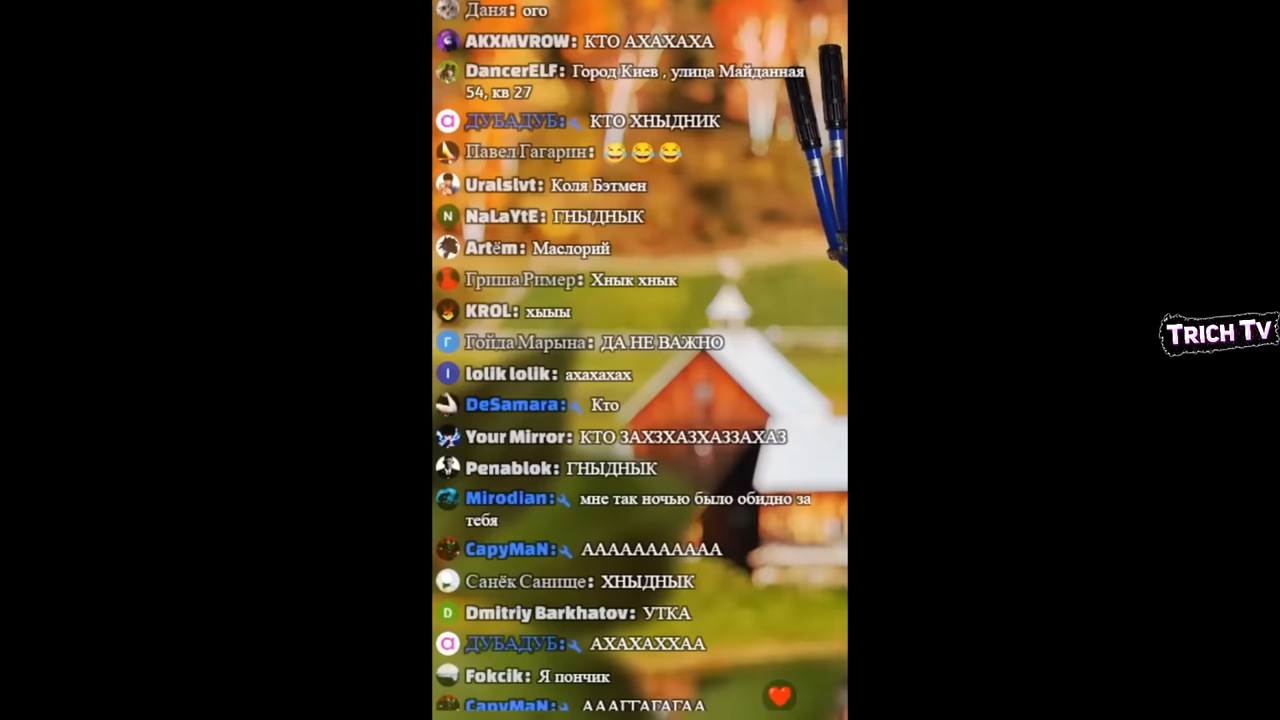 Даня: ого
AKXMVROW: КТО АХАХАХА
DancerELF: Город Киев , улица Майданная
54, кв 27
ДУБАДУБ: КТО ХНЫДНИК
Павел Гагарин: 😂😂😂
Uralslvt: Коля Бэтмен
NaLaYtE: ГНЫДНЫК
Artём: Маслорий
Гриша Ример: Хнык хнык
KROL: хыыы
Гойда Марына: ДА НЕ ВАЖНО
TRICH TV
lolik lolik: ахахахах
DeSamara: Кто
Your Mirror: КТО ЗАХЗХАЗХАЗЗАХАЗ
Penablok: ГНЫДНЫК
Mirodian: мне так ночью было обидно за
тебя
CapyMaN: ААААААААААА
Санёк Санище: ХНЫДНЫК
Dmitriy Barkhatov: УТКА
ДУБАДУБ: АХАХАХХАА
Fokcik: Я пончик
CapyMaN: